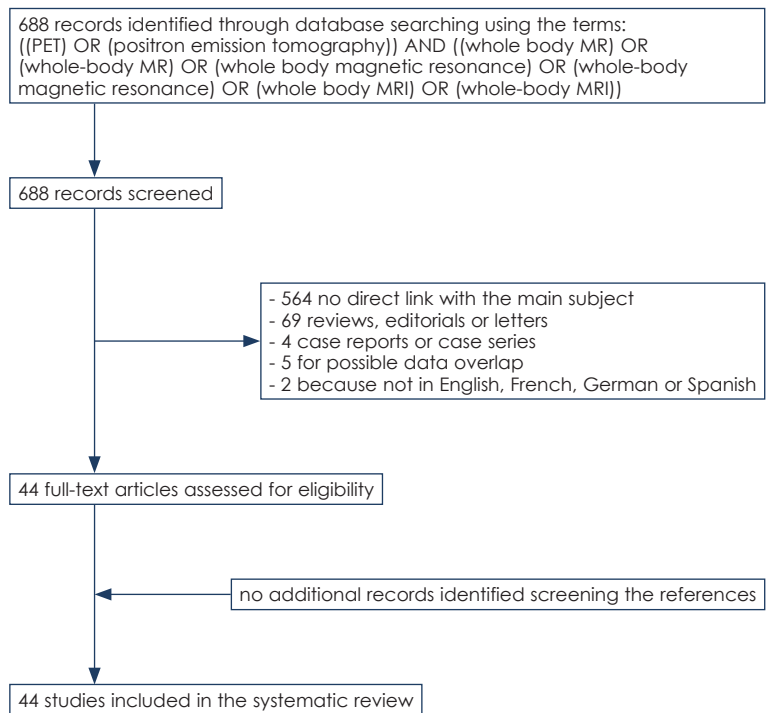 688 records identified through database searching using the terms:
((PET) OR (positron emission tomography)) AND ((whole body MR) OR
(whole-body MR) OR (whole body magnetic resonance) OR (whole-body
magnetic resonance) OR (whole body MRI) OR (whole-body MRI))
688 records screened
- 564 no direct link with the main subject
- 69 reviews, editorials or letters
- 4 case reports or case series
- 5 for possible data overlap
- 2 because not in English, French, German or Spanish
44 full-text articles assessed for eligibility
no additional records identified screening the references
44 studies included in the systematic review